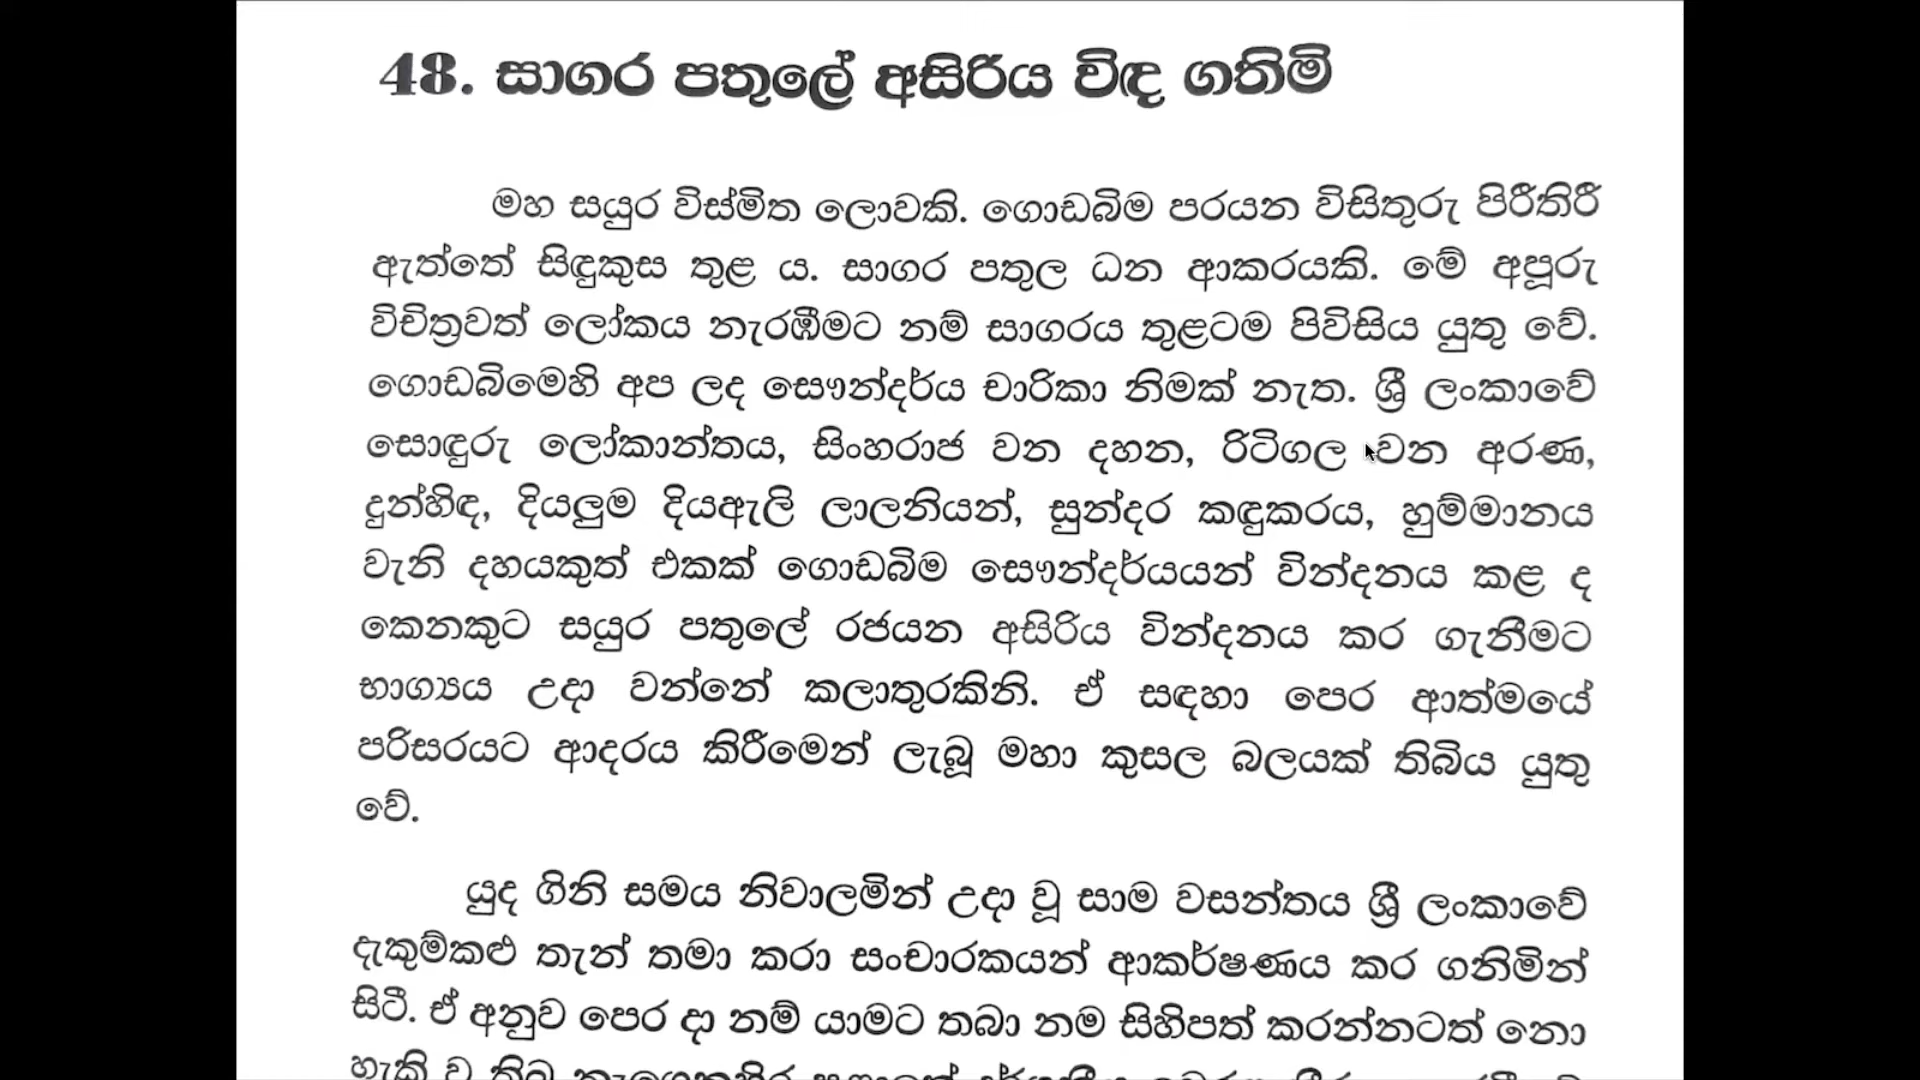 48. සාගර පතුලේ අසිරිය විඳ ගතිමි
මහ සයුර විස්මිත ලොවකි. ගොඩබිම පරයන විසිතුරු පිරීතිරී
ඇත්තේ සිඳුකුස තුළ ය. සාගර පතුල ධන ආකරයකි. මේ අපූරු
විචිත්‍රවත් ලෝකය නැරඹීමට නම් සාගරය තුළටම පිවිසිය යුතු වේ.
ගොඩබිමෙහි අප ලද සෞන්දර්ය චාරිකා නිමක් නැත. ශ්‍රී ලංකාවේ
සොඳුරු ලෝකාන්තය, සිංහරාජ වන දහන, රිටිගල වන අරණ,
දුන්හිඳ, දියලුම දියඇලි ලාලනියන්, සුන්දර කඳුකරය, හුම්මානය
වැනි දහයකුත් එකක් ගොඩබිම සෞන්දර්යයන් වින්දනය කළ ද
කෙනකුට සයුර පතුලේ රජයන අසිරිය වින්දනය කර ගැනීමට
භාග්‍යය උදා වන්නේ කලාතුරකිනි. ඒ සඳහා පෙර ආත්මයේ
පරිසරයට ආදරය කිරීමෙන් ලැබූ මහා කුසල බලයක් තිබිය යුතු
වේ.
යුද ගිනි සමය නිවාලමින් උදා වූ සාම වසන්තය ශ්‍රී ලංකාවේ
දැකුම්කළු තැන් තමා කරා සංචාරකයන් ආකර්ෂණය කර ගනිමින්
සිටී. ඒ අනුව පෙර දා නම් යාමට තබා නම සිහිපත් කරන්නටත් නො
හැකි ව තිබූ